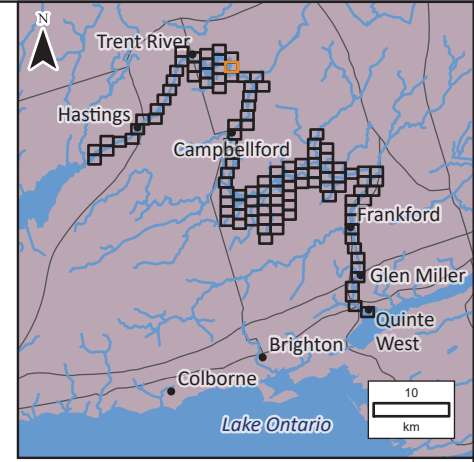 N
Trent River
Hastings
Campbellford
Frankford
Glen Miller
Quinte
West
Brighton
Colborne
Lake Ontario
10
km